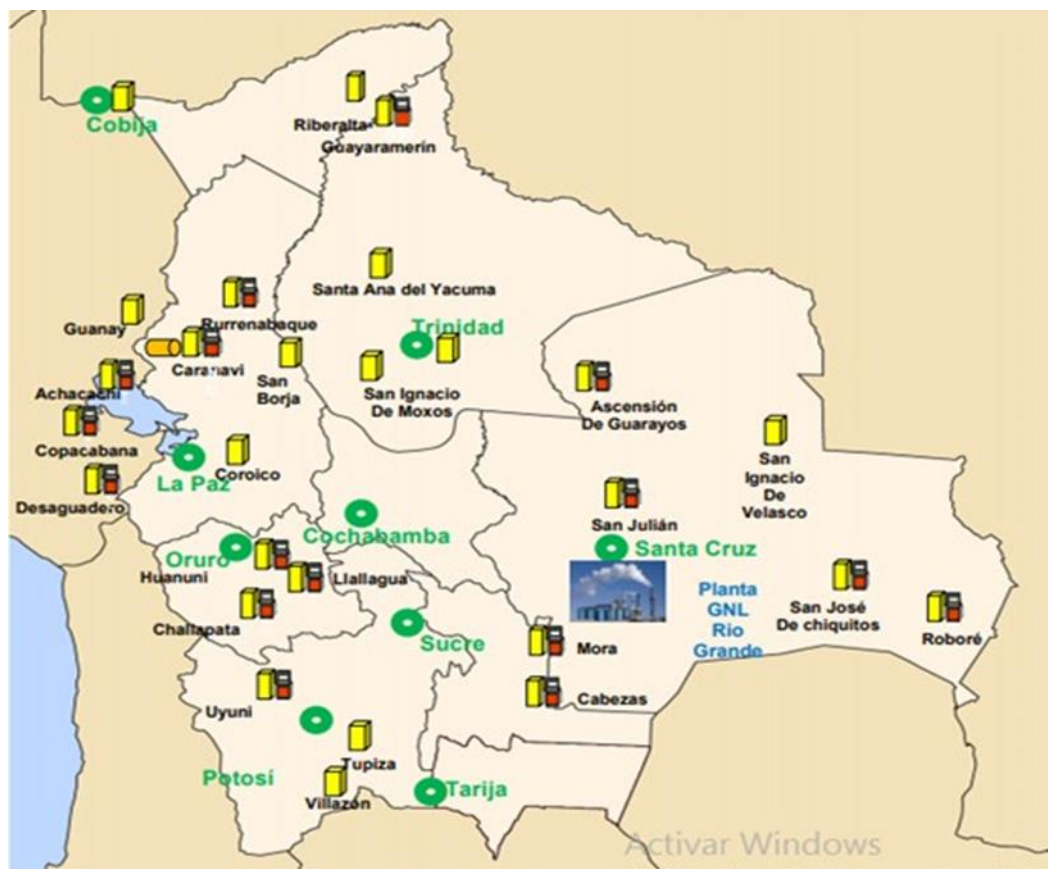 Cobija
Riberalta
Guayaramerín
Santa Ana del Yacuma
Guanay
Rurrenabaque
Trinidad
Caranavi
San
Borja
San Ignacio
De Moxos
Achacachi
Ascensión
De Guarayos
Copacabana
San
Ignacio
De
Velasco
La Paz
Coroico
Desaguadero
San Julián
Cochabamba
Oruro
Santa Cruz
Huanuni
Llallagua
Planta
GNL
Rio
Grande
San José
De chiquitos
Challapata
Sucre
Roboré
Mora
Cabezas
Uyuni
Tupiza
Potosí
Villazón
Tarija
Activar Windows